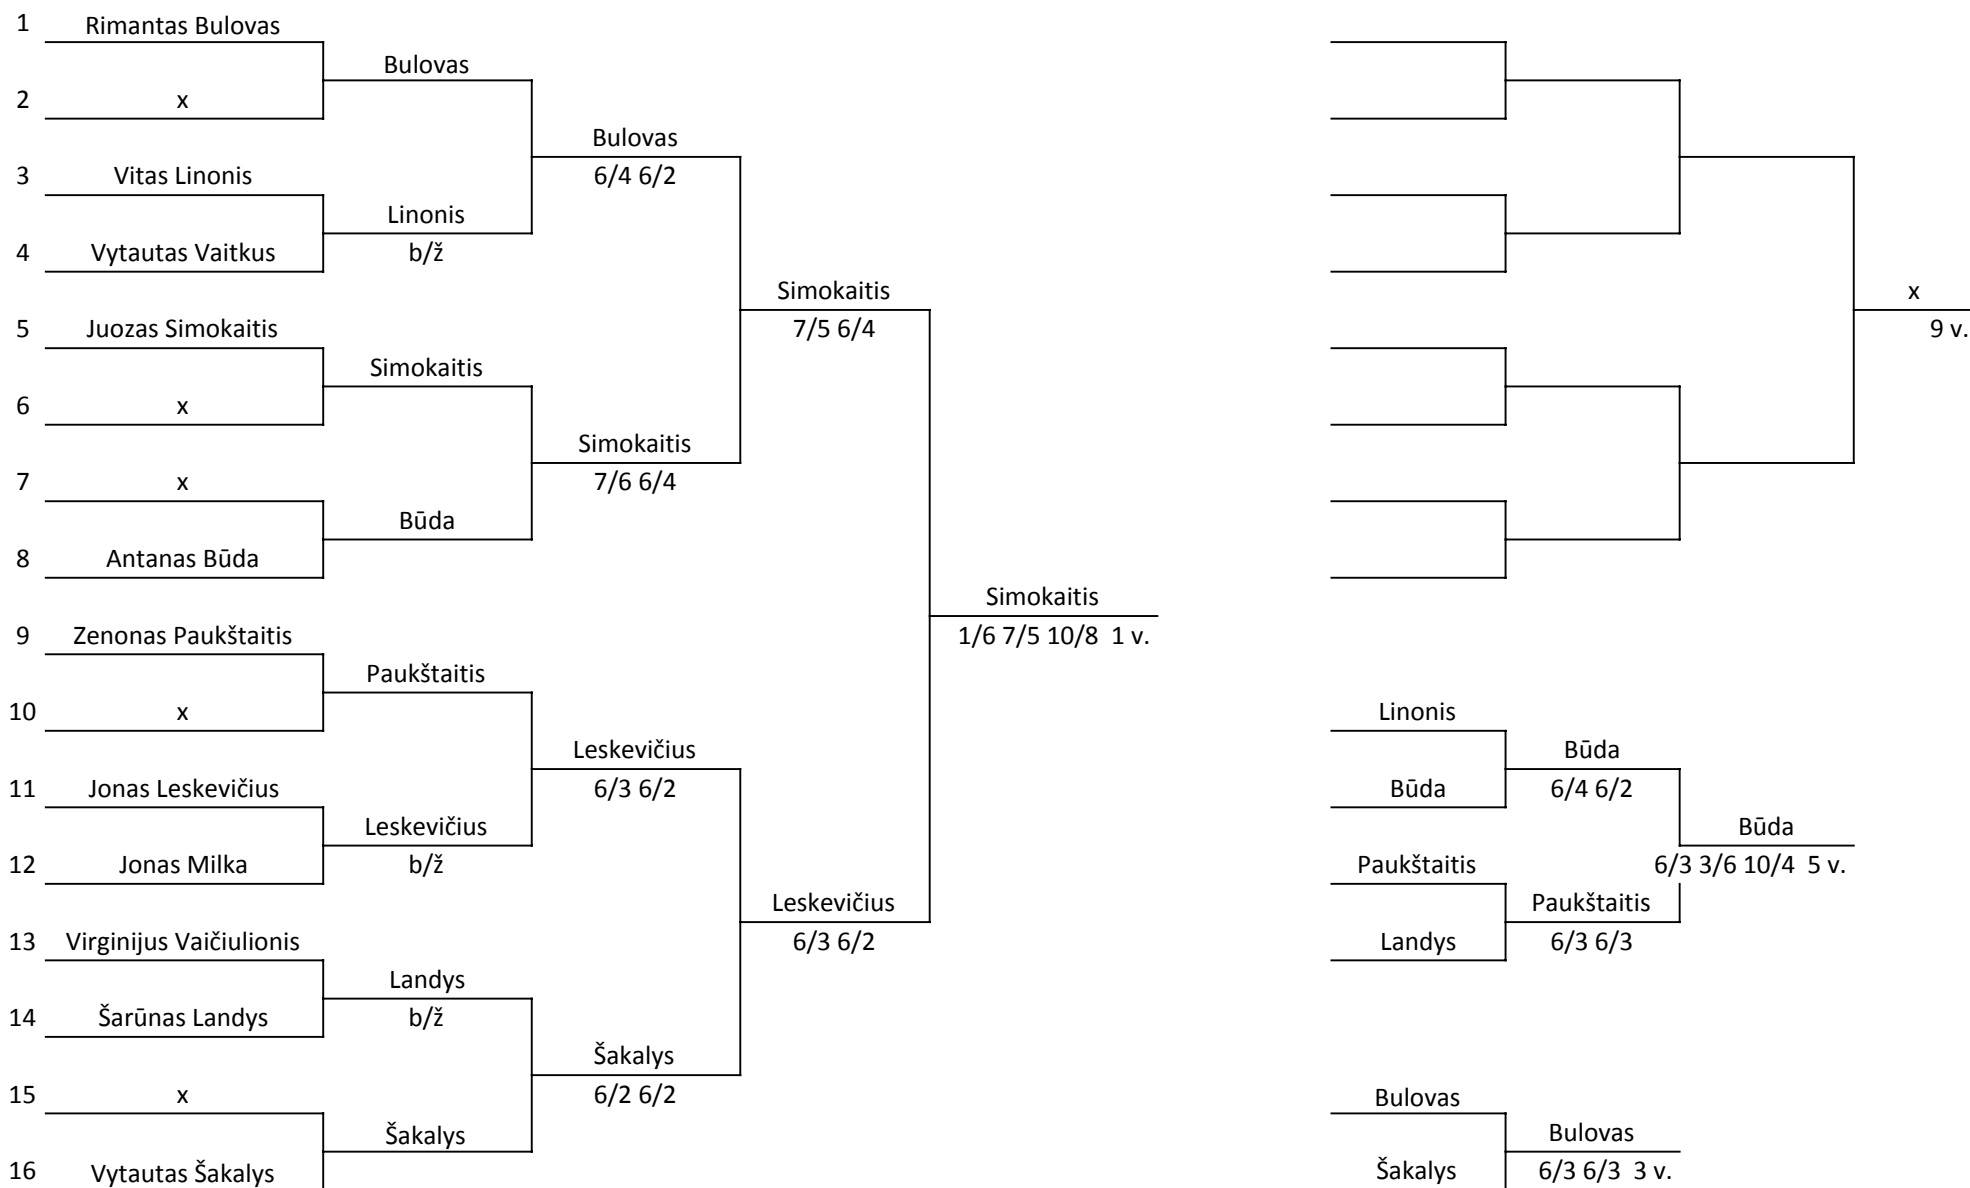 1 Rimantas Bulovas
Bulovas
2 x
Bulovas
3 Vitas Linonis 6/4 6/2
Linonis
4 Vytautas Vaitkus b/ž
Simokaitis x
5 Juozas Simokaitis 7/5 6/4 9 v.
Simokaitis
6 x
Simokaitis
7 x 7/6 6/4
Būda
8 Antanas Būda
Simokaitis
9 Zenonas Paukštaitis 1/6 7/5 10/8 1 v.
Paukštaitis
10 x Linonis
Leskevičius Būda
11 Jonas Leskevičius 6/3 6/2 Būda 6/4 6/2
Leskevičius Būda
12 Jonas Milka b/ž Paukštaitis 6/3 3/6 10/4 5 v.
Leskevičius Paukštaitis
13 Virginijus Vaičiulionis 6/3 6/2 Landys 6/3 6/3
Landys
14 Šarūnas Landys b/ž
Šakalys
15 x 6/2 6/2 Bulovas
Šakalys Bulovas
16 Vytautas Šakalys Šakalys 6/3 6/3 3 v.